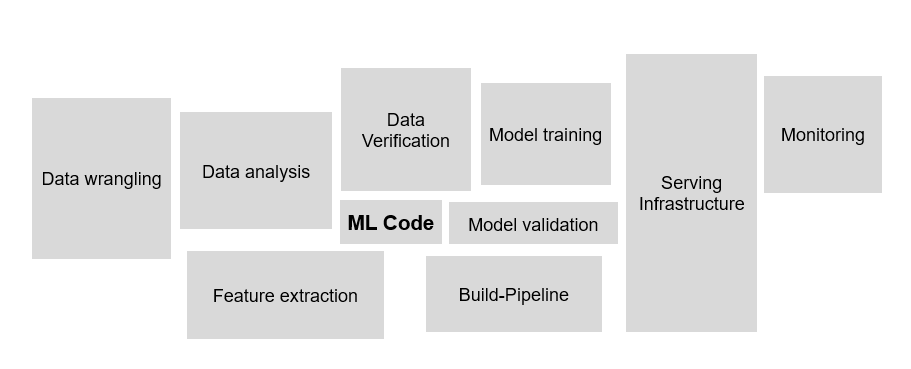 Data wrangling
Data analysis
Data
Verification
Model training
Serving
Infrastructure
Monitoring
ML Code
Model validation
Feature extraction
Build-Pipeline